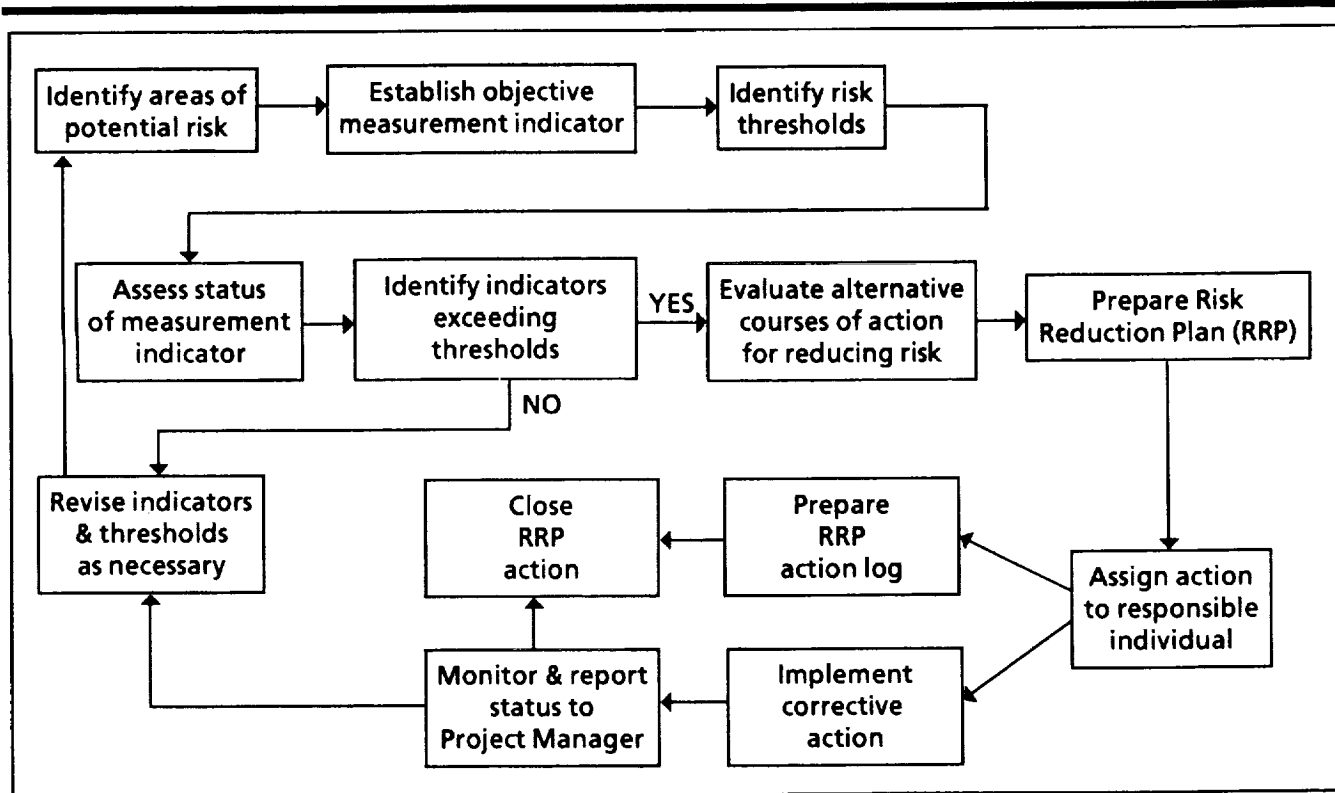 Identify areas of
potential risk
Establish objective
measurement indicator
Identify risk
thresholds
Assess status
of measurement
indicator
Identify indicators
exceeding
thresholds
YES
Evaluate alternative
courses of action
for reducing risk
Prepare Risk
Reduction Plan (RRP)
NO
Revise indicators
& thresholds
as necessary
Close
RRP
action
Prepare
RRP
action log
Assign action
to responsible
individual
Monitor & report
status to
Project Manager
Implement
corrective
action